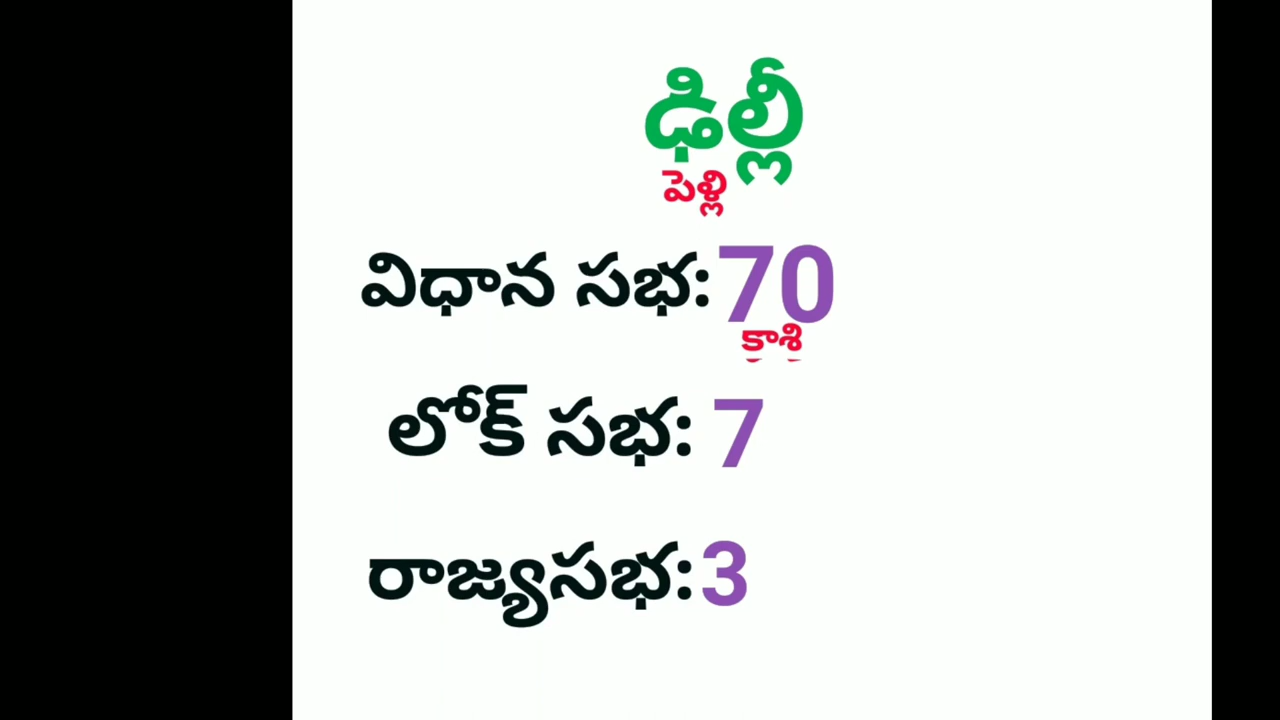 ఢిల్లీ
పెళ్లి
విధాన సభ:70
కాశి
లోక్ సభ: 7
రాజ్యసభ:3